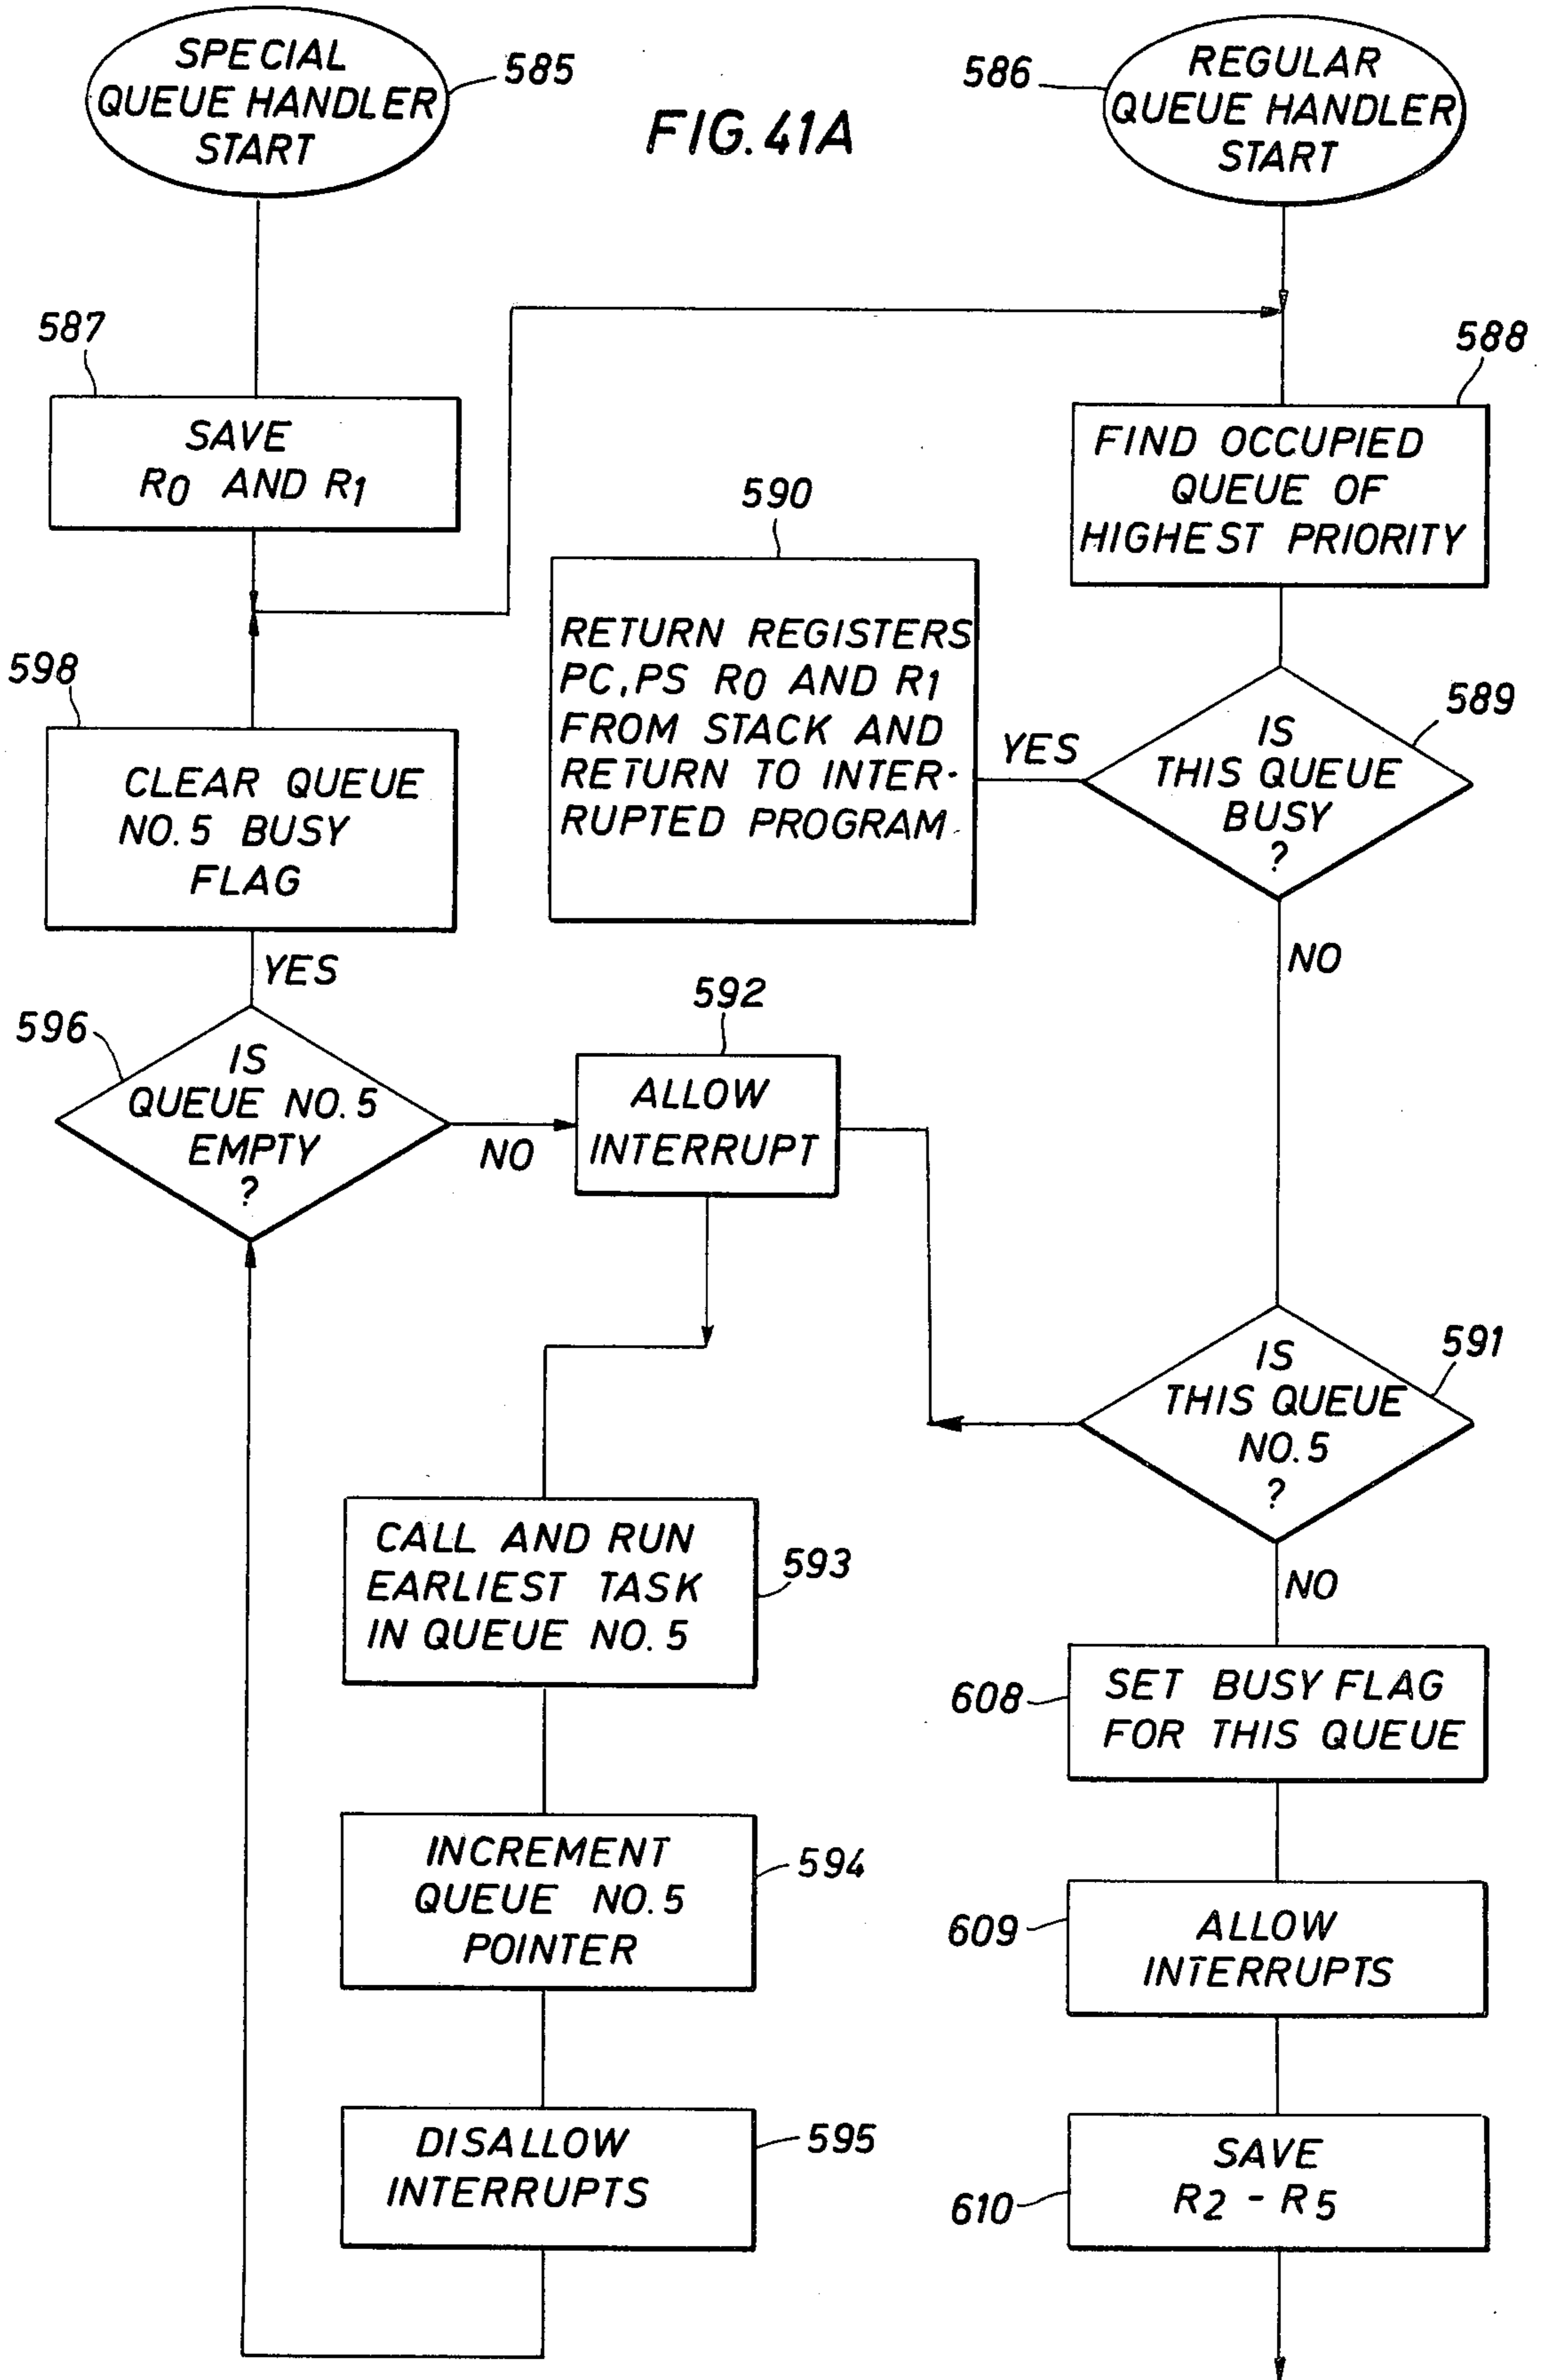 SPECIAL
QUEUE HANDLER
START
585
FIG. 41A
586
REGULAR
QUEUE HANDLER
START
587
SAVE
R0 AND R1
588
FIND OCCUPIED
QUEUE OF
HIGHEST PRIORITY
590
RETURN REGISTERS
PC, PS R0 AND R1
FROM STACK AND
RETURN TO INTER-
RUPTED PROGRAM
589
IS
THIS QUEUE
BUSY
?
YES
NO
598
CLEAR QUEUE
NO. 5 BUSY
FLAG
YES
596
IS
QUEUE NO. 5
EMPTY
?
NO
592
ALLOW
INTERRUPT
591
IS
THIS QUEUE
NO. 5
?
NO
593
CALL AND RUN
EARLIEST TASK
IN QUEUE NO. 5
608
SET BUSY FLAG
FOR THIS QUEUE
594
INCREMENT
QUEUE NO. 5
POINTER
609
ALLOW
INTERRUPTS
595
DISALLOW
INTERRUPTS
610
SAVE
R2 - R5